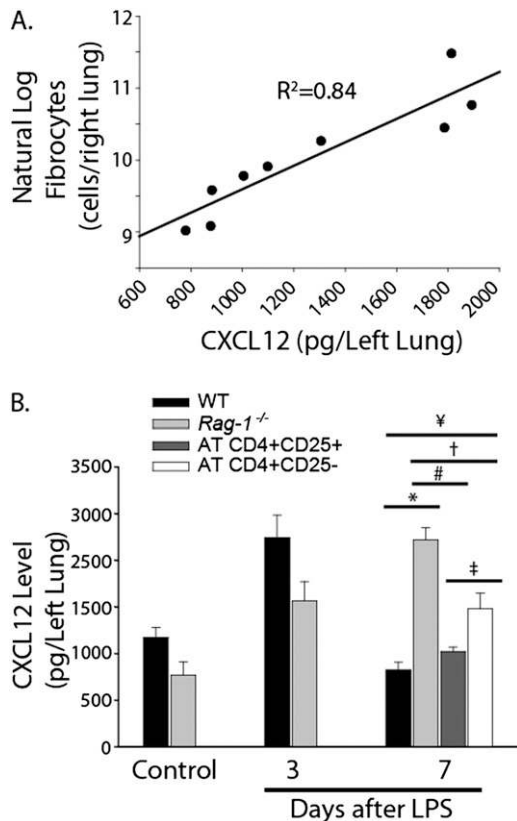 A.
Natural Log
Fibrocytes
(cells/right lung)
12
11
10
9
R²=0.84
600
800
1000
1200
1400
1600
1800
2000
CXCL12 (pg/Left Lung)
B.
WT
Rag-1 -/-
AT CD4+CD25+
AT CD4+CD25-
¥
†
#
*
‡
CXCL12 Level
(pg/Left Lung)
3500
3000
2500
1500
1000
500
0
Control
3
7
Days after LPS